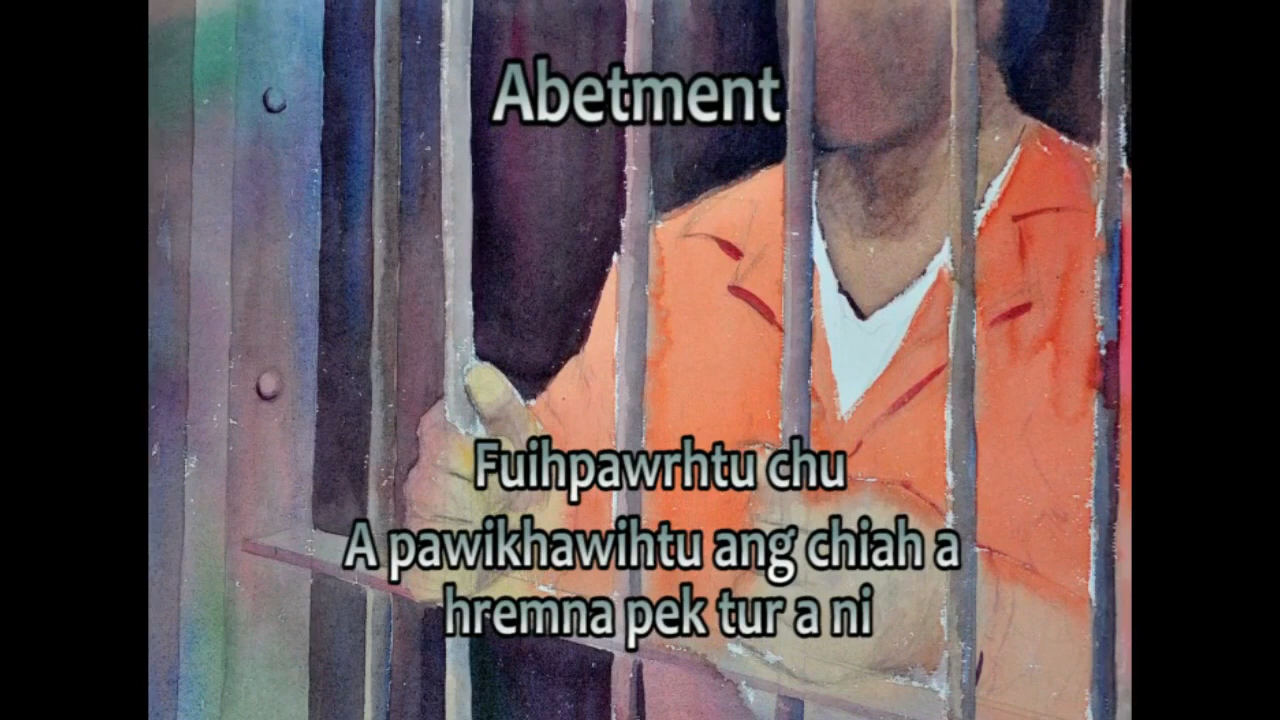 Abetment
Fuihpawrhtu chu
A pawikhawihtu ang chiah a
hremna pek tur a ni